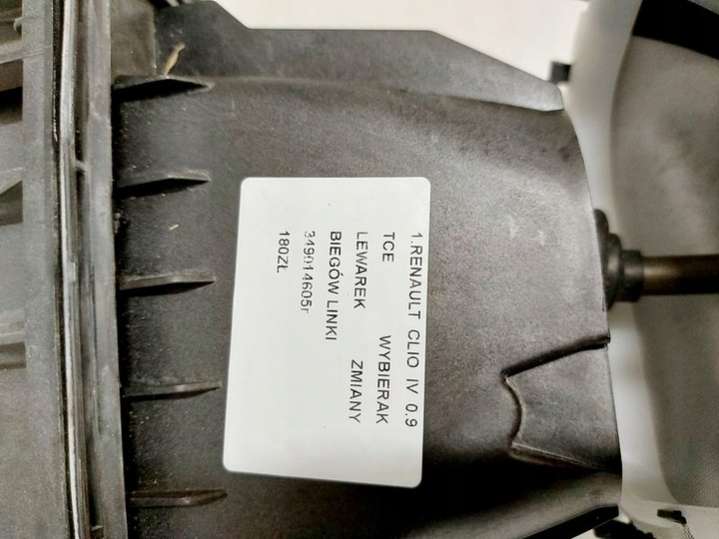 1.RENAULT CLIO IV 0.9
TCE WYBIERAK
LEWAREK ZMIANY
BIEGÓW LINKI
349014605r
180ZŁ